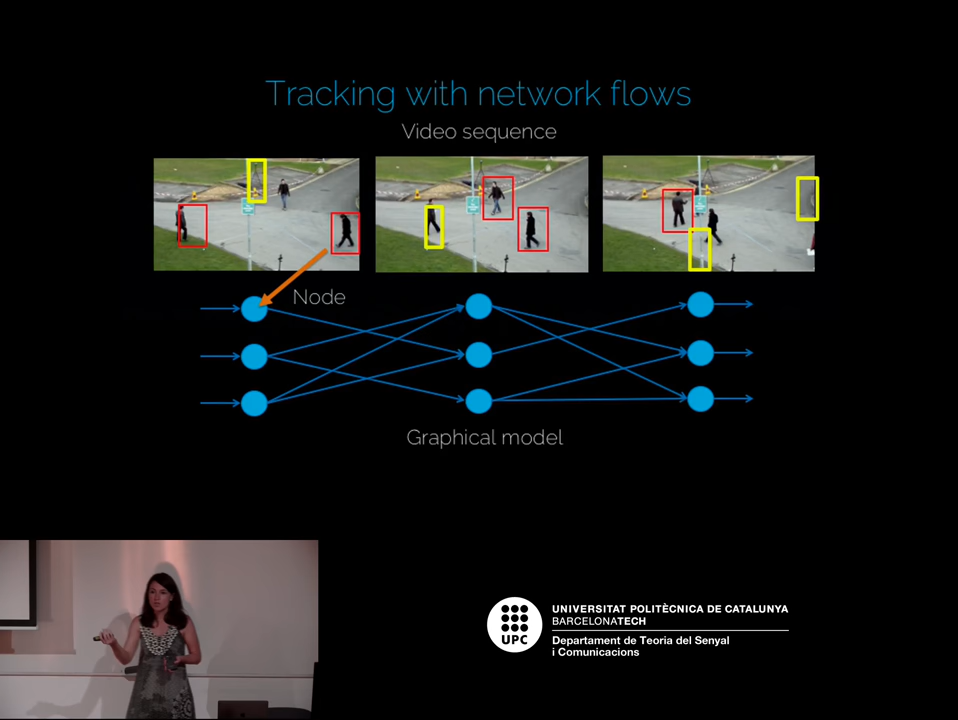 Tracking with network flows
Video sequence
Node
Graphical model
UPC
UNIVERSITAT POLITÈCNICA DE CATALUNYA
BARCELONATECH
Departament de Teoria del Senyal
i Comunicacions